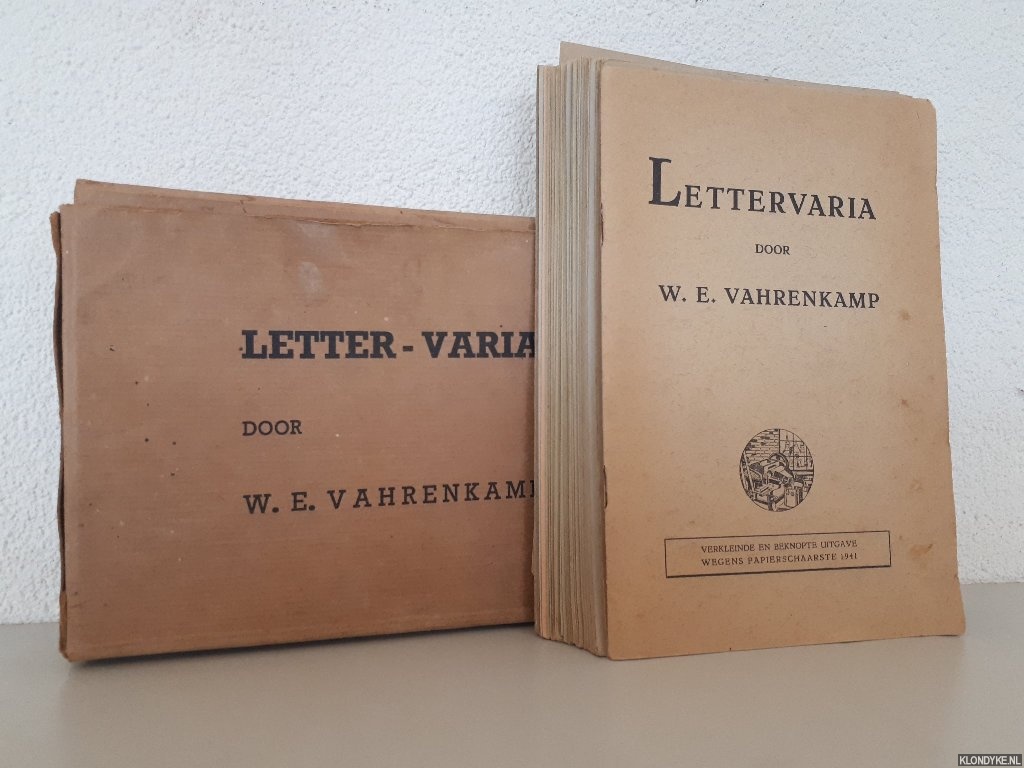 LETTER - VARIA
DOOR
W. E. VAHRENKAMP
LETTERVARIA
DOOR
W. E. VAHRENKAMP
VERKLEINDE EN BEKNOPTE UITGAVE
WEGENS PAPIERSCHAARSTE 1941
KLONDYKE.NL